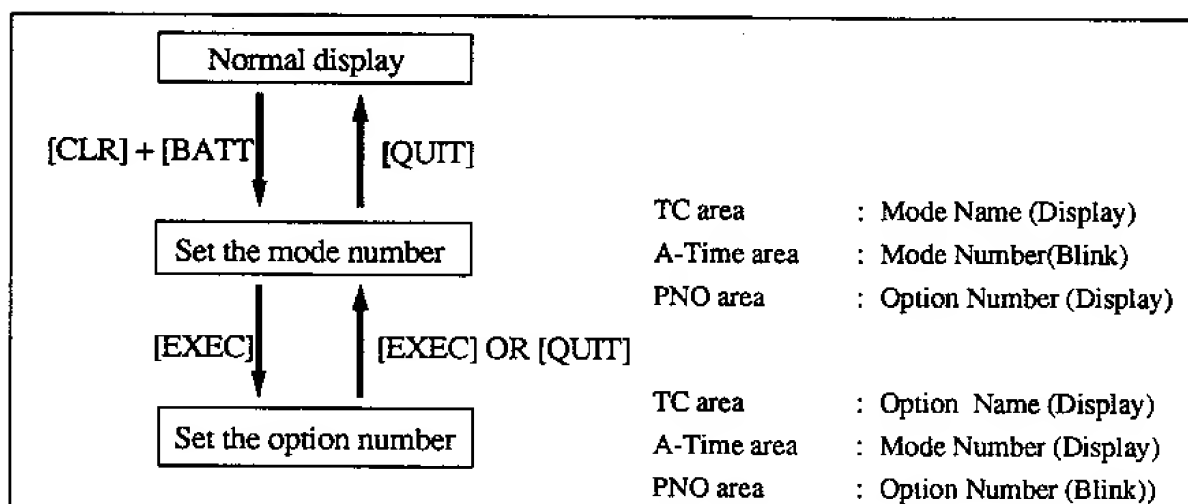 Normal display
[CLR] + [BATT
[QUIT]
Set the mode number
TC area : Mode Name (Display)
A-Time area : Mode Number(Blink)
PNO area : Option Number (Display)
[EXEC]
[EXEC] OR [QUIT]
Set the option number
TC area : Option Name (Display)
A-Time area : Mode Number (Display)
PNO area : Option Number (Blink))